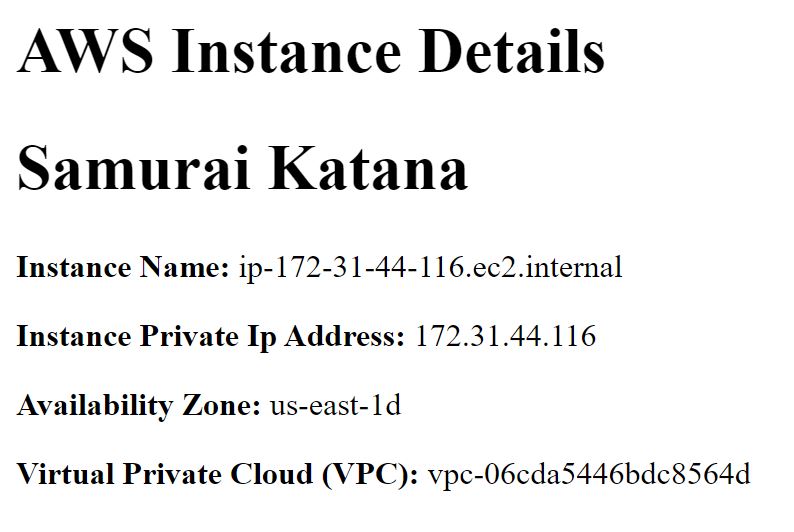 AWS Instance Details
Samurai Katana
Instance Name: ip-172-31-44-116.ec2.internal
Instance Private Ip Address: 172.31.44.116
Availability Zone: us-east-1d
Virtual Private Cloud (VPC): vpc-06cda5446bdc8564d